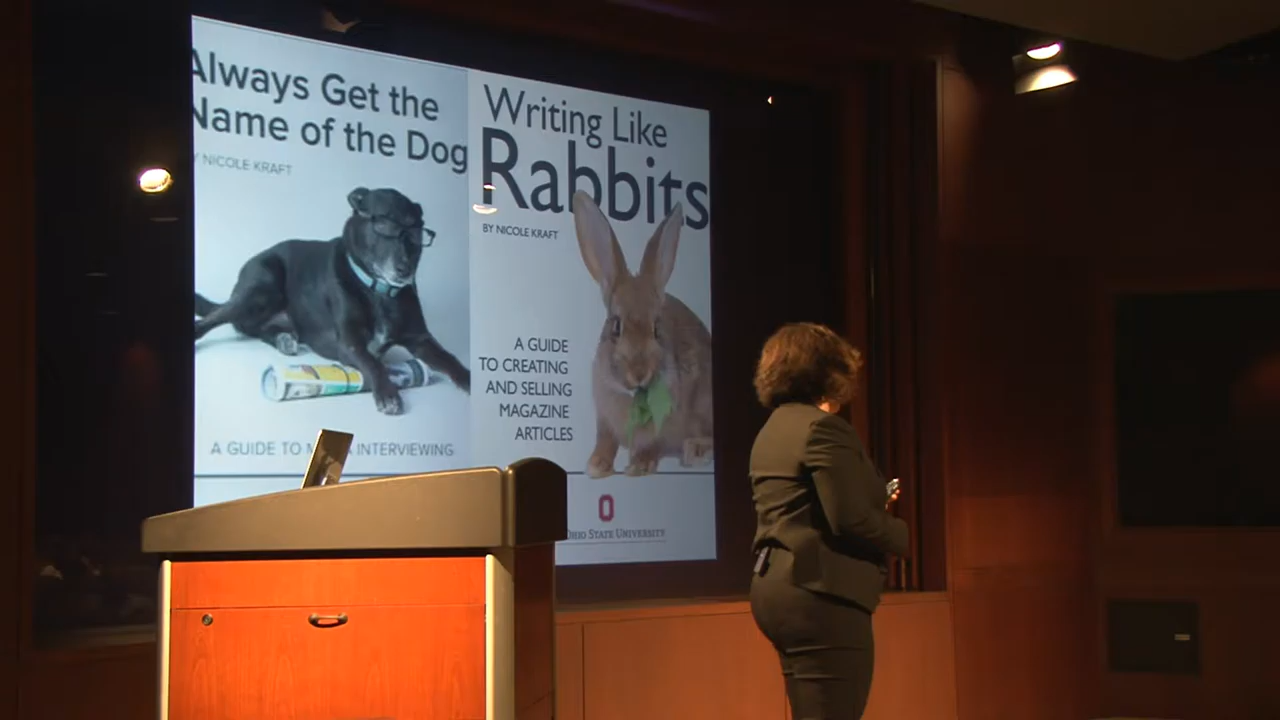 Always Get the
Name of the Dog
NICOLE KRAFT
A GUIDE TO INTERVIEWING
Writing Like
Rabbits
BY NICOLE KRAFT
A GUIDE
TO CREATING
AND SELLING
MAGAZINE
ARTICLES
O
OHIO STATE UNIVERSITY